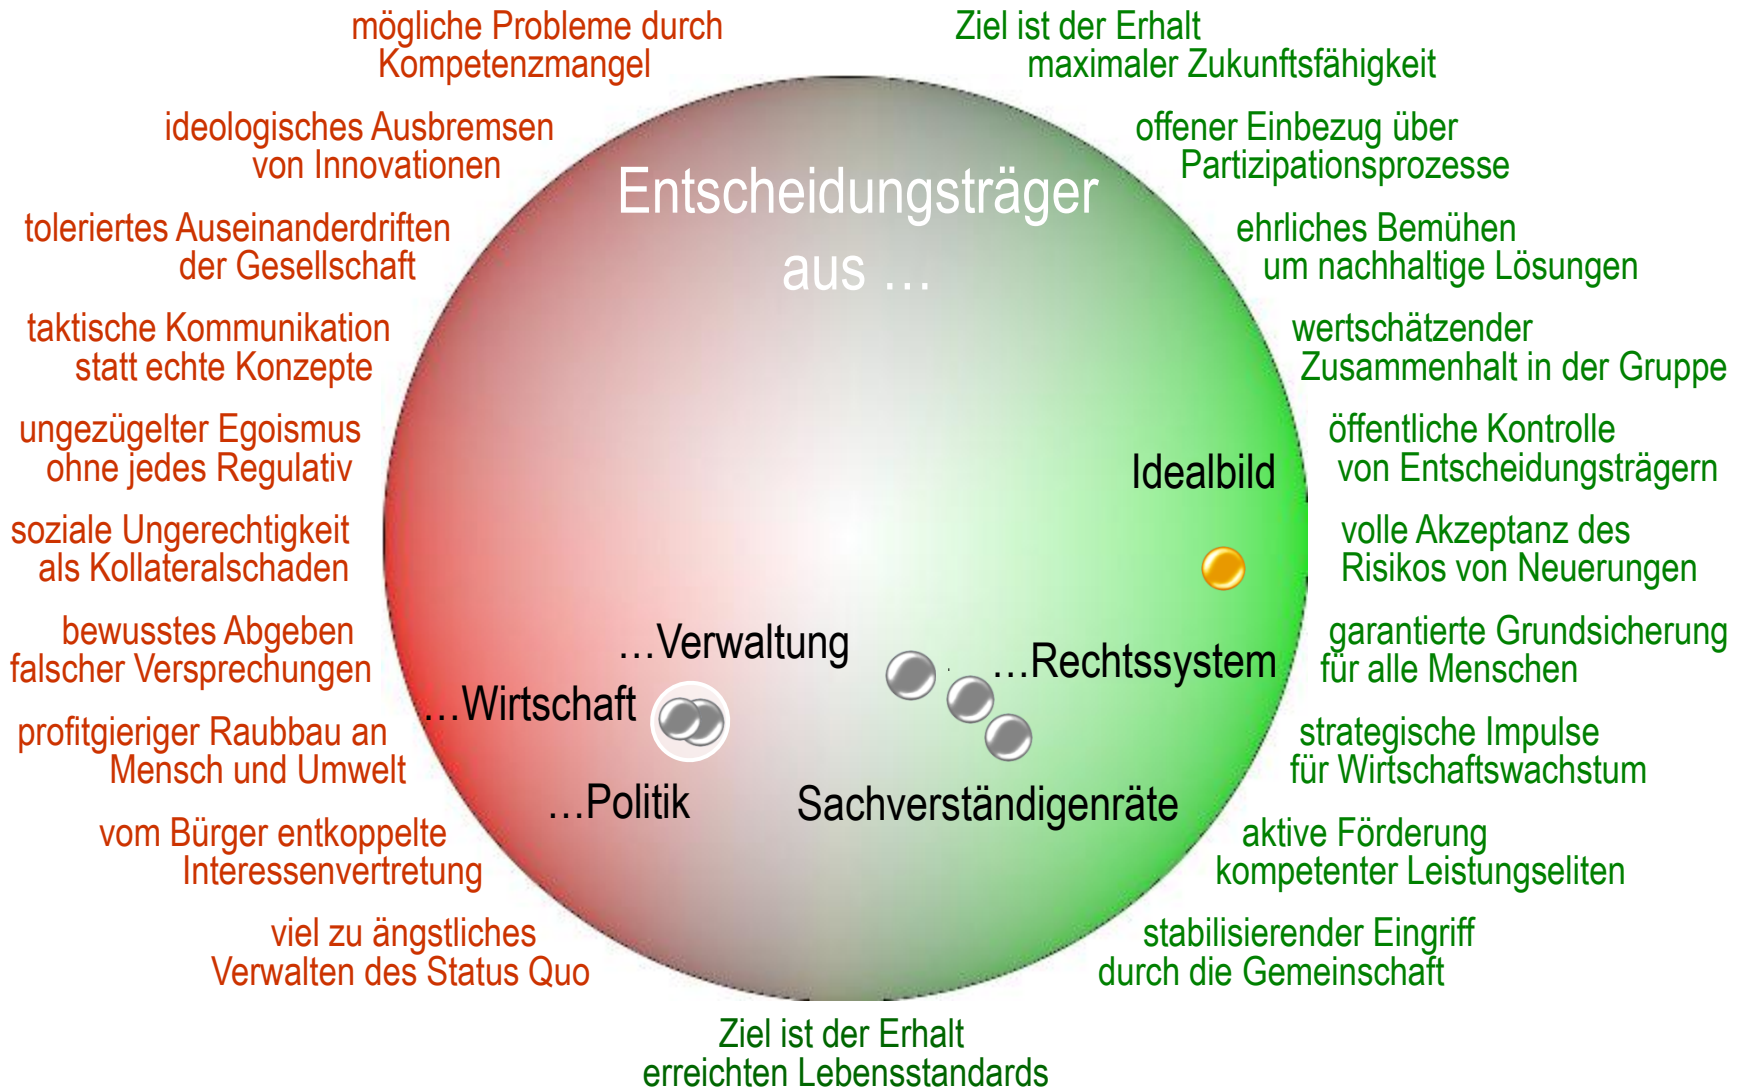 mögliche Probleme durch
Kompetenzmangel
ideologisches Ausbremsen
von Innovationen
toleriertes Auseinanderdriften
der Gesellschaft
taktische Kommunikation
statt echte Konzepte
ungezügelter Egoismus
ohne jedes Regulativ
soziale Ungerechtigkeit
als Kollateralschaden
bewusstes Abgeben
falscher Versprechungen
profitgieriger Raubbau an
Mensch und Umwelt
vom Bürger entkoppelte
Interessenvertretung
viel zu ängstliches
Verwalten des Status Quo
Entscheidungsträger
aus …
Idealbild
…Verwaltung
…Rechtssystem
…Wirtschaft
…Politik
Sachverständigenräte
Ziel ist der Erhalt
maximaler Zukunftsfähigkeit
offener Einbezug über
Partizipationsprozesse
ehrliches Bemühen
um nachhaltige Lösungen
wertschätzender
Zusammenhalt in der Gruppe
öffentliche Kontrolle
von Entscheidungsträgern
volle Akzeptanz des
Risikos von Neuerungen
garantierte Grundsicherung
für alle Menschen
strategische Impulse
für Wirtschaftswachstum
aktive Förderung
kompetenter Leistungseliten
stabilisierender Eingriff
durch die Gemeinschaft
Ziel ist der Erhalt
erreichten Lebensstandards